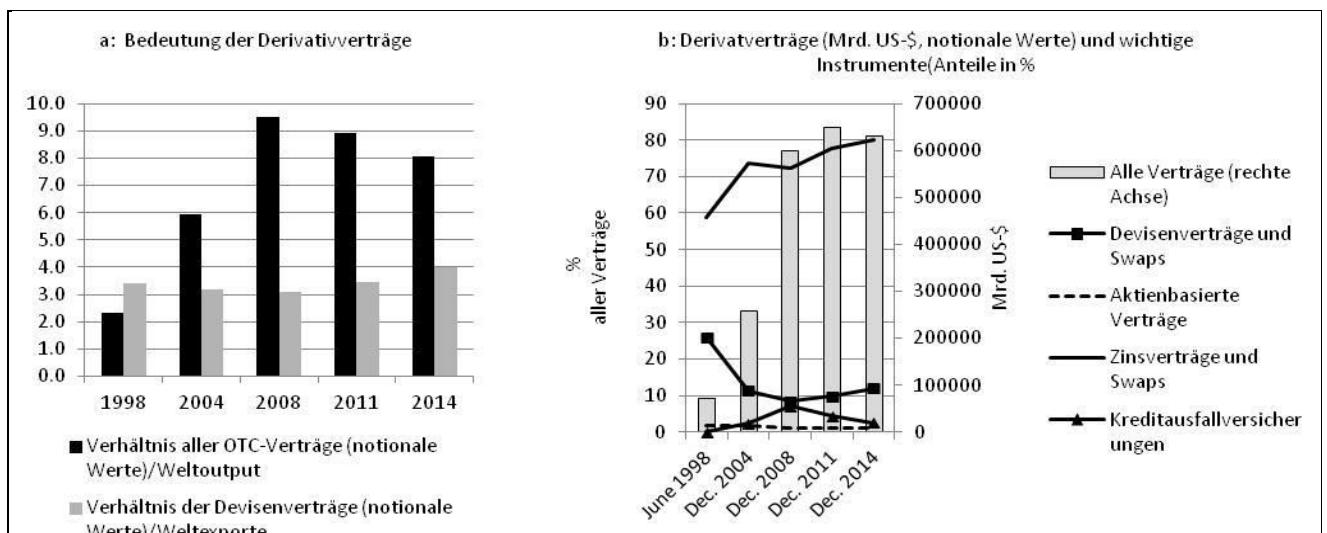 a: Bedeutung der Derivativverträge
10.0
9.0
8.0
7.0
6.0
5.0
4.0
3.0
2.0
1.0
0.0
1998 2004 2008 2011 2014
Verhältnis aller OTC-Verträge (notionale
Werte)/Weltoutput
Verhältnis der Devisenverträge (notionale
Werte)/Weltexporte
b: Derivatverträge (Mrd. US-$, notionale Werte) und wichtige
Instrumente(Anteile in %
%
aller Verträge
90
80
70
60
50
40
30
20
10
0
700000
600000
500000
400000
300000
200000
100000
0
Mrd. US-$
June 1998
Dec. 2004
Dec. 2008
Dec. 2011
Dec. 2014
Alle Verträge (rechte
Achse)
Devisenverträge und
Swaps
Aktienbasierte
Verträge
Zinsverträge und
Swaps
Kreditausfallversicher
ungen